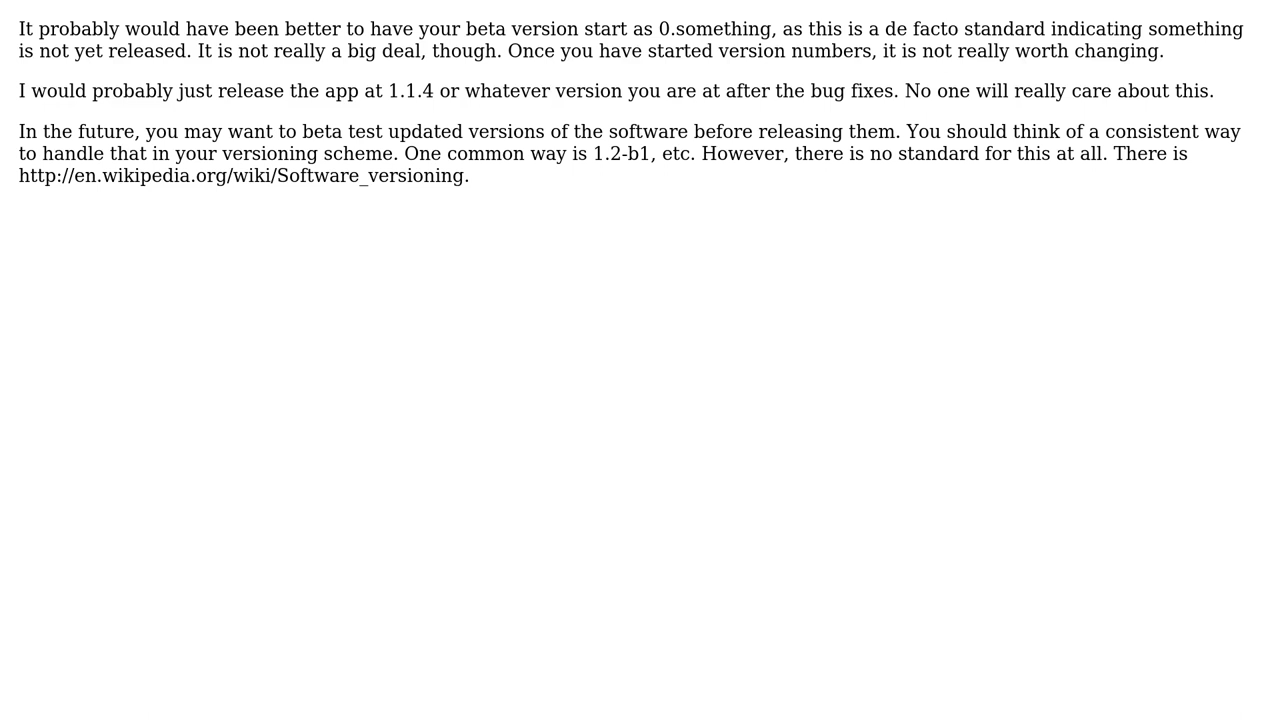 It probably would have been better to have your beta version start as 0.something, as this is a de facto standard indicating something
is not yet released. It is not really a big deal, though. Once you have started version numbers, it is not really worth changing.
I would probably just release the app at 1.1.4 or whatever version you are at after the bug fixes. No one will really care about this.
In the future, you may want to beta test updated versions of the software before releasing them. You should think of a consistent way
to handle that in your versioning scheme. One common way is 1.2-b1, etc. However, there is no standard for this at all. There is
http://en.wikipedia.org/wiki/Software_versioning.